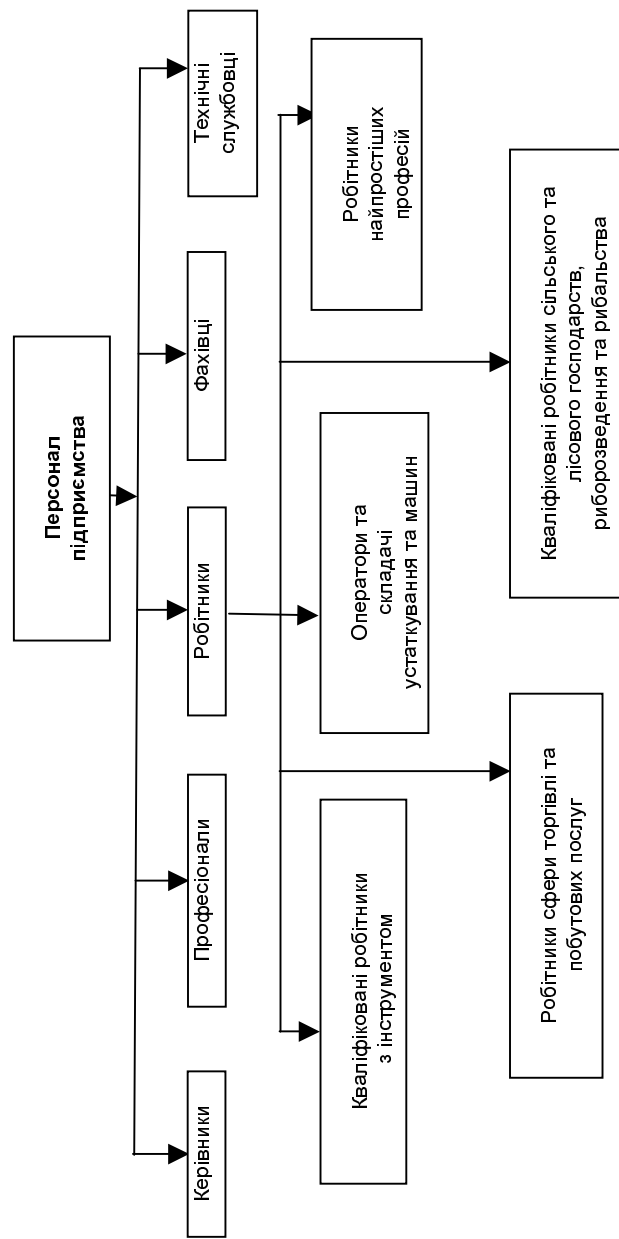 Персонал
підприємства
Керівники
Професіонали
Робітники
Фахівці
Технічні
службовці
Кваліфіковані робітники
з інструментом
Оператори та
складачі
устаткування та машин
Робітники
найпростіших
професій
Робітники сфери торгівлі та
побутових послуг
Кваліфіковані робітники сільського та
лісового господарств,
риборозведення та рибальства